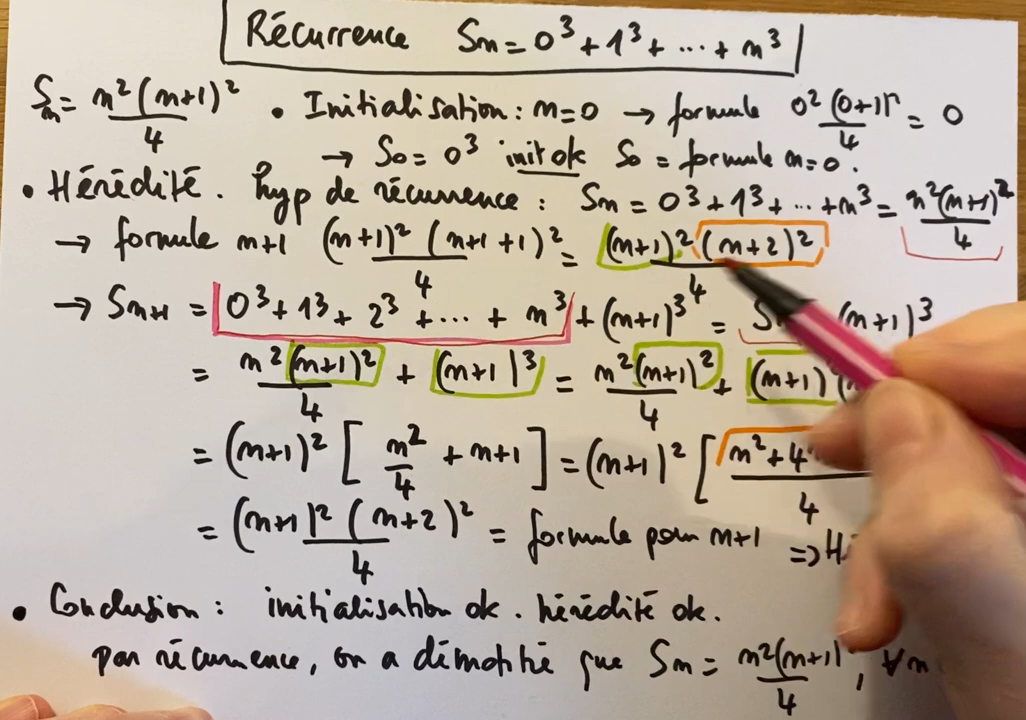 Récurrence Sn = 0³ + 1³ + ... + n³
Sn = n²(n+1)²/4 • Initialisation : n=0 → formule 0²(0+1)²/4 = 0
→ S0 = 0³ init ok S0 = formule n=0.
• Hérédité. hyp de récurrence : Sn = 0³ + 1³ + ... + n³ = n²(n+1)²/4
→ formule n+1 (n+1)²(n+1+1)²/4 = (n+1)²(n+2)²/4
→ Sn+1 = 0³ + 1³ + 2³ + ... + n³ + (n+1)³ = S (n+1)³
= n²(n+1)²/4 + (n+1)³ = n²(n+1)²/4 + (n+1)
= (n+1)² [n²/4 + n+1] = (n+1)² [n² + 4 /4
= (n+1)²(n+2)²/4 = formule pour n+1 => H
• Conclusion : initialisation ok. hérédité ok.
par récurrence, on a démontré que Sn = n²(n+1)²/4, ∀n